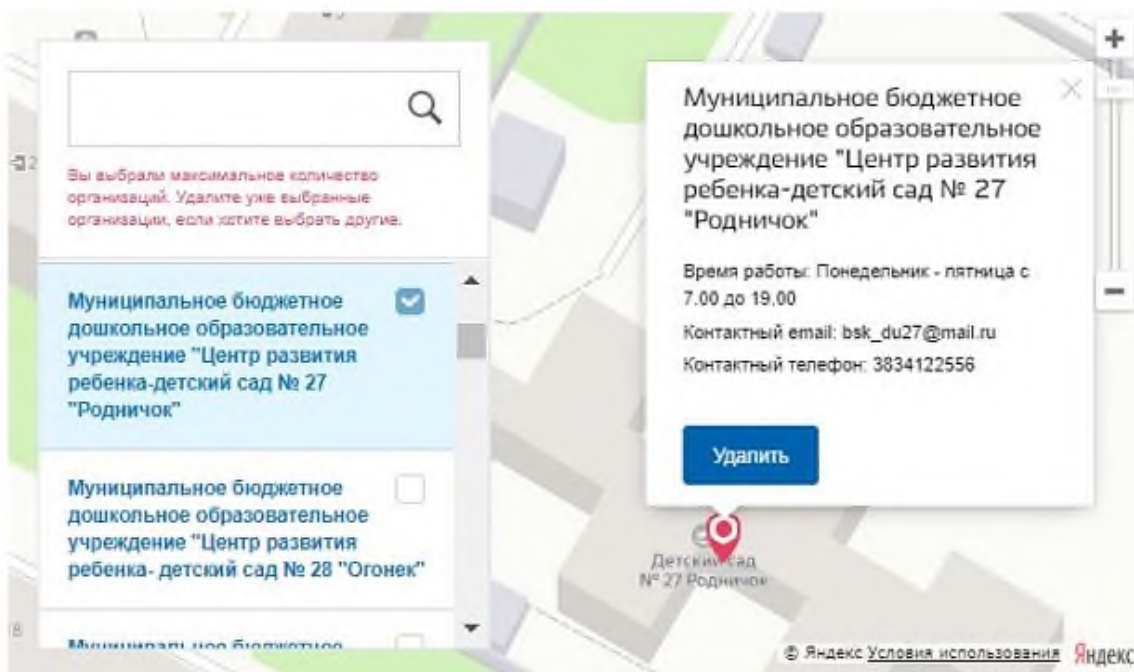 Вы выбрали максимальное количество
организаций. Удалите уже выбранные
организации, если хотите выбрать другие.
Муниципальное бюджетное
дошкольное образовательное
учреждение "Центр развития
ребенка-детский сад № 27
"Родничок"
Муниципальное бюджетное
дошкольное образовательное
учреждение "Центр развития
ребенка- детский сад № 28 "Огонек"
Муниципальное бюджетное
Муниципальное бюджетное
дошкольное образовательное
учреждение "Центр развития
ребенка-детский сад № 27
"Родничок"
Время работы: Понедельник - пятница с
7.00 до 19.00
Контактный email: bsk_du27@mail.ru
Контактный телефон: 3834122556
Удалить
Детский сад
№ 27 Родничок
© Яндекс Условия использования Яндекс